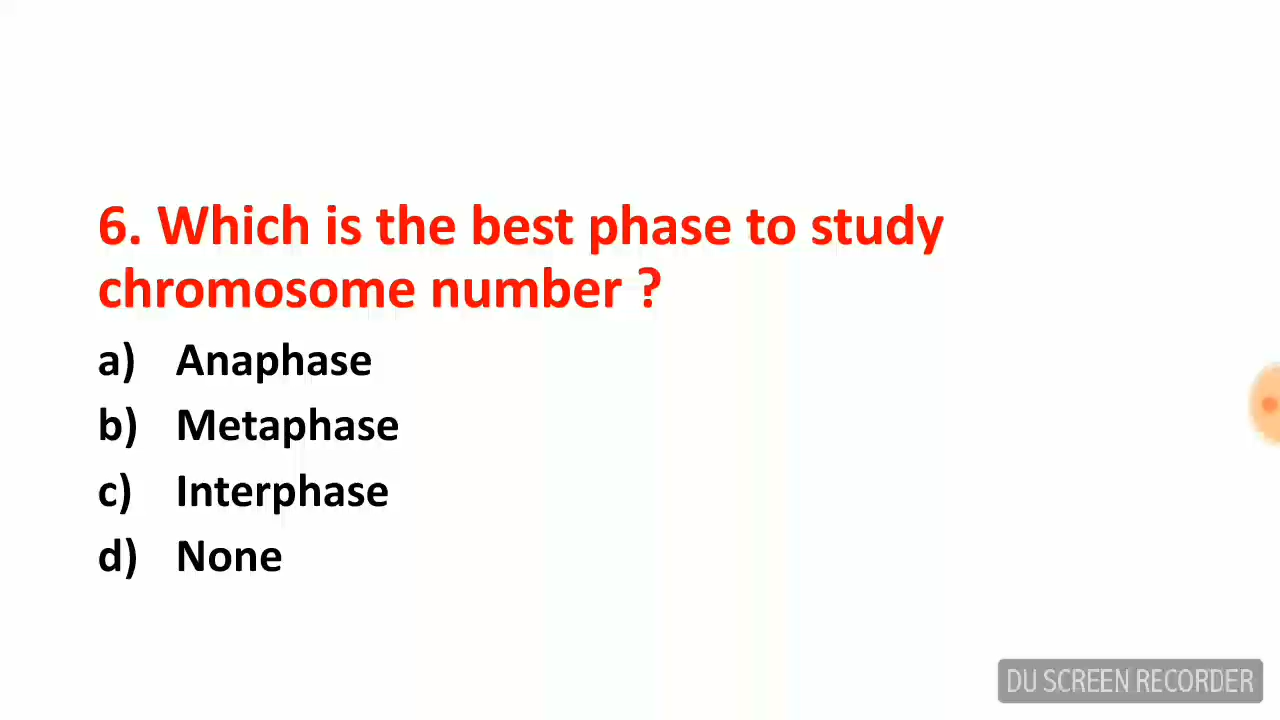 6. Which is the best phase to study
chromosome number ?
a) Anaphase
b) Metaphase
c) Interphase
d) None
DU SCREEN RECORDER